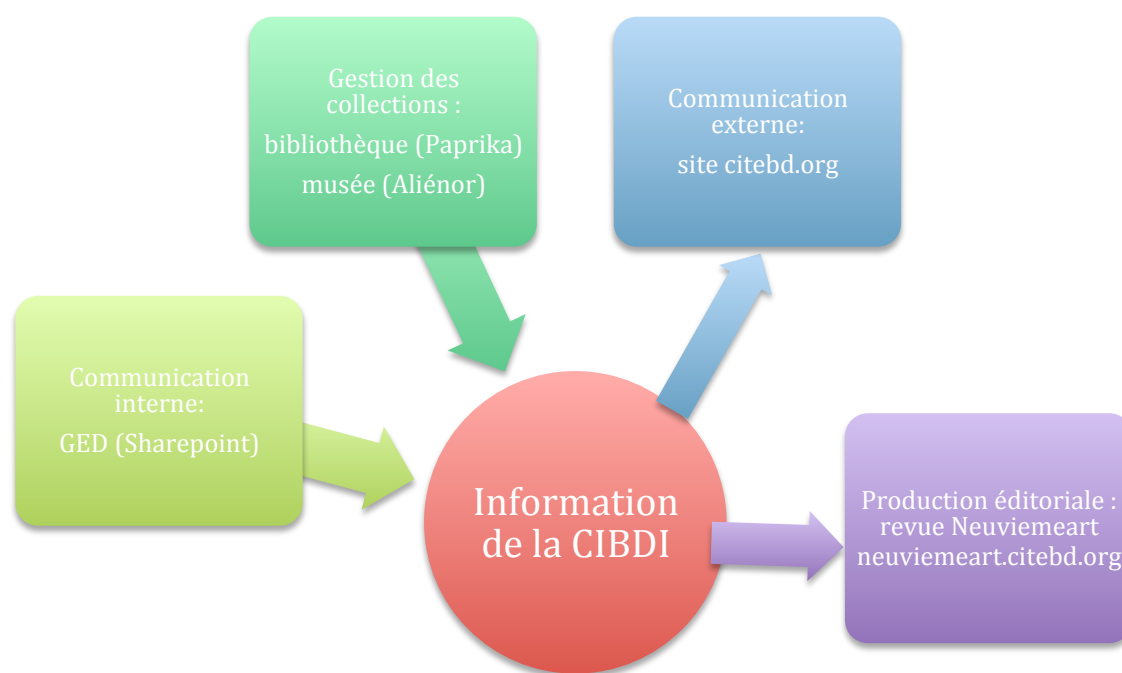 Gestion des
collections :
bibliothèque (Paprika)
musée (Aliénor)
Communication
externe:
site citebd.org
Communication
interne:
GED (Sharepoint)
Information
de la CIBDI
Production éditoriale :
revue Neuviemeart
neuviemeart.citebd.org